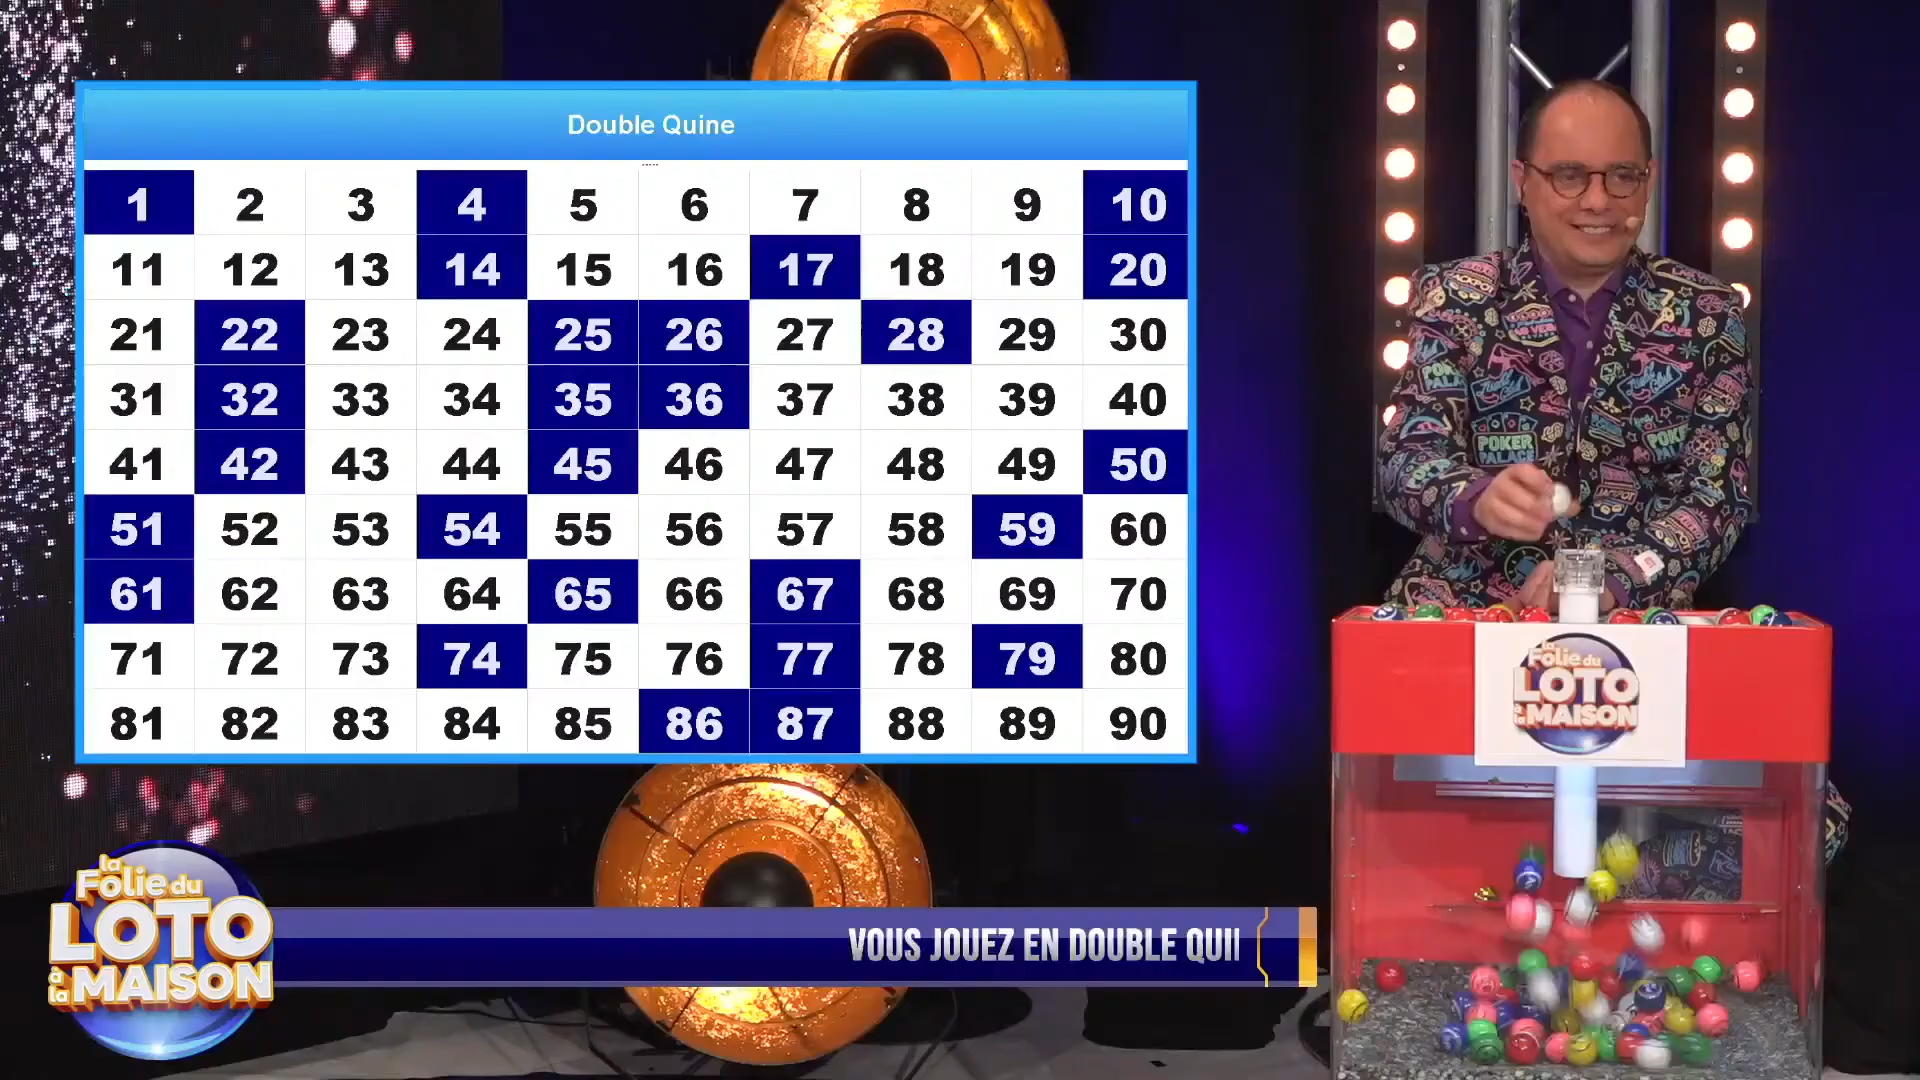 Double Quine
1 2 3 4 5 6 7 8 9 10
11 12 13 14 15 16 17 18 19 20
21 22 23 24 25 26 27 28 29 30
31 32 33 34 35 36 37 38 39 40
41 42 43 44 45 46 47 48 49 50
51 52 53 54 55 56 57 58 59 60
61 62 63 64 65 66 67 68 69 70
71 72 73 74 75 76 77 78 79 80
81 82 83 84 85 86 87 88 89 90
POKER
PALACE
la
Folie du
LOTO
à la MAISON
la
Folie du
LOTO
à la MAISON
VOUS JOUEZ EN DOUBLE QUII